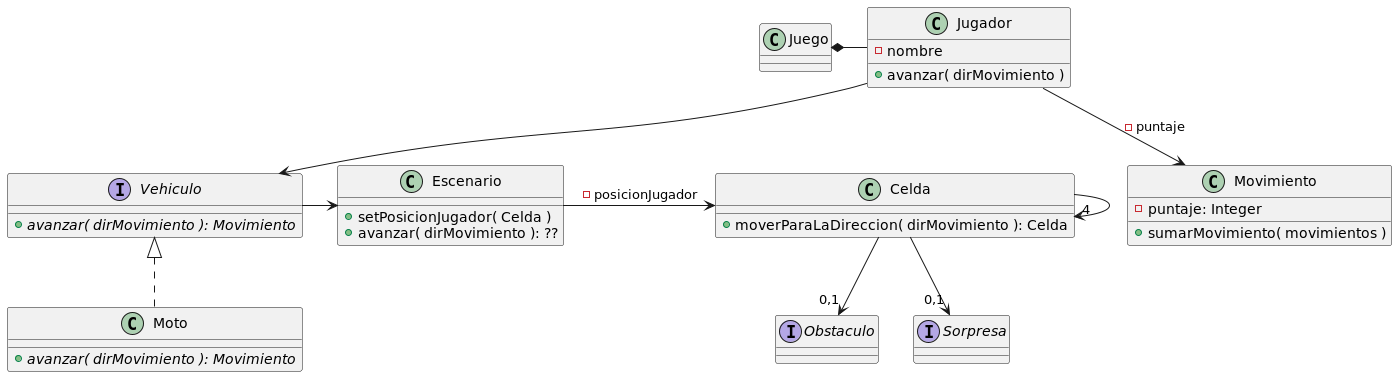 C Jugador
C Juego
nombre
avanzar( dirMovimiento )
puntaje
I Vehiculo
avanzar( dirMovimiento ): Movimiento
C Escenario
setPosicionJugador( Celda )
avanzar( dirMovimiento ): ??
posicionJugador
C Celda
moverParaLaDireccion( dirMovimiento ): Celda
4
C Movimiento
puntaje: Integer
sumarMovimiento( movimientos )
C Moto
avanzar( dirMovimiento ): Movimiento
0,1
0,1
I Obstaculo
I Sorpresa